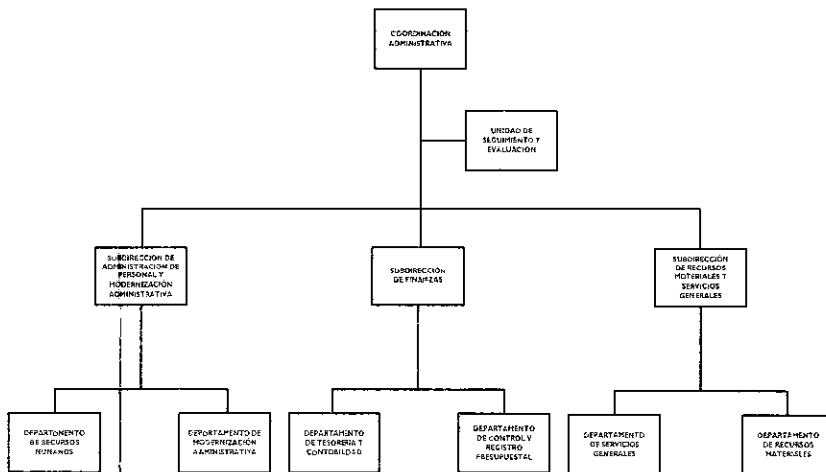 COORDINACIÓN
ADMINISTRATIVA
UNIDAD DE
SEGUIMIENTO Y
EVALUACIÓN
SUBDIRECCIÓN DE
ADMINISTRACIÓN DE
PERSONAL Y
MODERNIZACIÓN
ADMINISTRATIVA
SUBDIRECCIÓN
DE FINANZAS
SUBDIRECCIÓN
DE RECURSOS
MATERIALES Y
SERVICIOS
GENERALES
DEPARTAMENTO
DE RECURSOS
HUMANOS
DEPARTAMENTO DE
MODERNIZACIÓN
ADMINISTRATIVA
DEPARTAMENTO
DE TESORERIA Y
CONTABILIDAD
DEPARTAMENTO
DE CONTROL Y
REGISTRO
PRESUPUESTAL
DEPARTAMENTO
DE SERVICIOS
GENERALES
DEPARTAMENTO
DE RECURSOS
MATERIALES